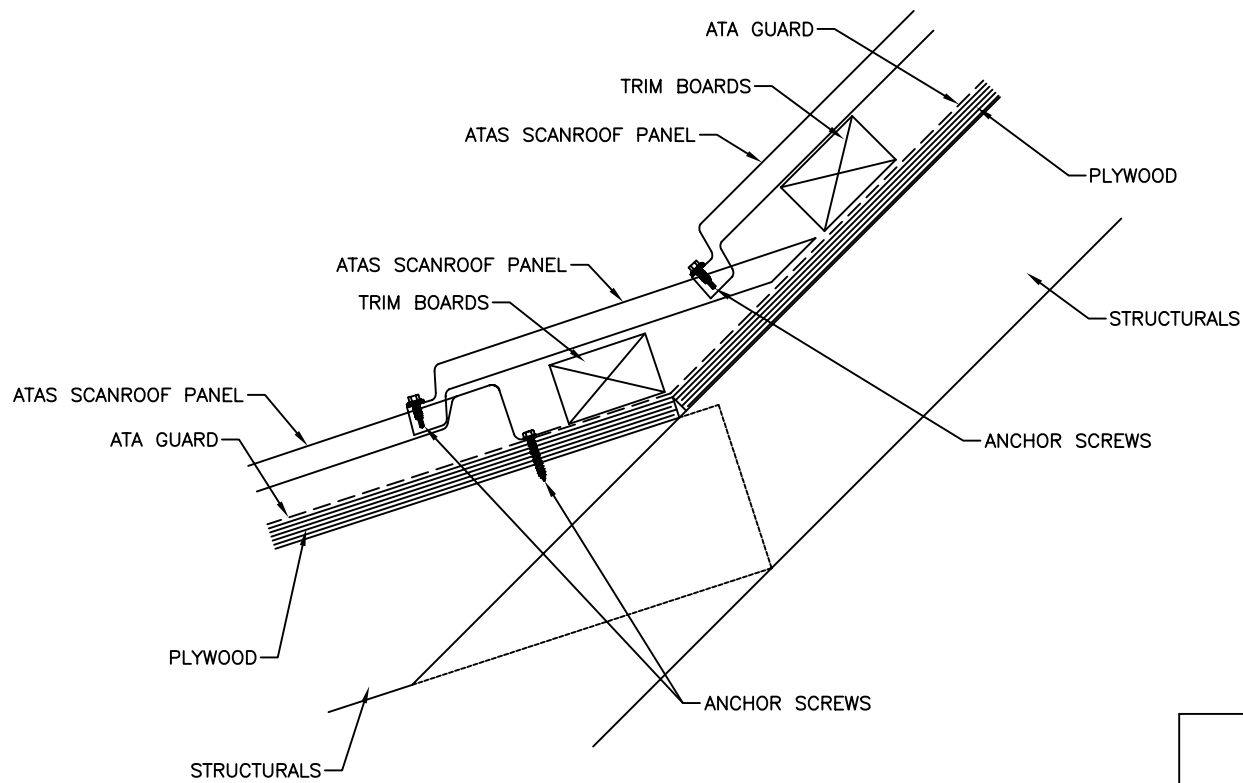 ATA GUARD
TRIM BOARDS
ATAS SCANROOF PANEL
PLYWOOD
ATAS SCANROOF PANEL
TRIM BOARDS
STRUCTURALS
ATAS SCANROOF PANEL
ATA GUARD
ANCHOR SCREWS
PLYWOOD
ANCHOR SCREWS
STRUCTURALS